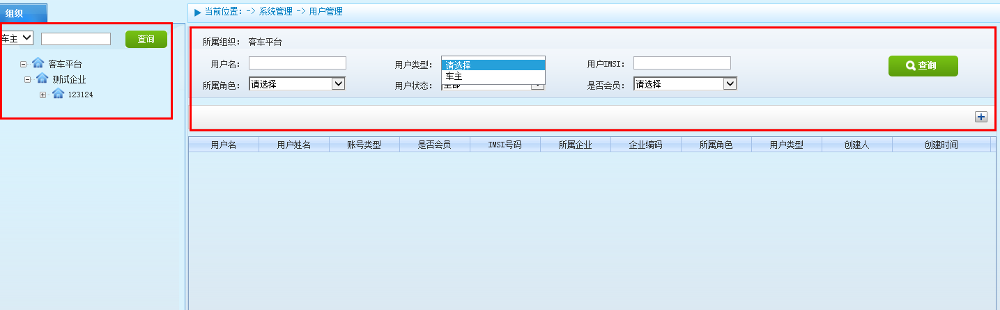 组织
当前位置: -> 系统管理 -> 用户管理
车主
查询
客车平台
测试企业
123124
所属组织: 客车平台
用户名:
用户类型: 请选择
车主
用户IMSI:
查询
所属角色: 请选择
用户状态: 全部
是否会员: 请选择
用户名 用户姓名 账号类型 是否会员 IMSI号码 所属企业 企业编码 所属角色 用户类型 创建人 创建时间